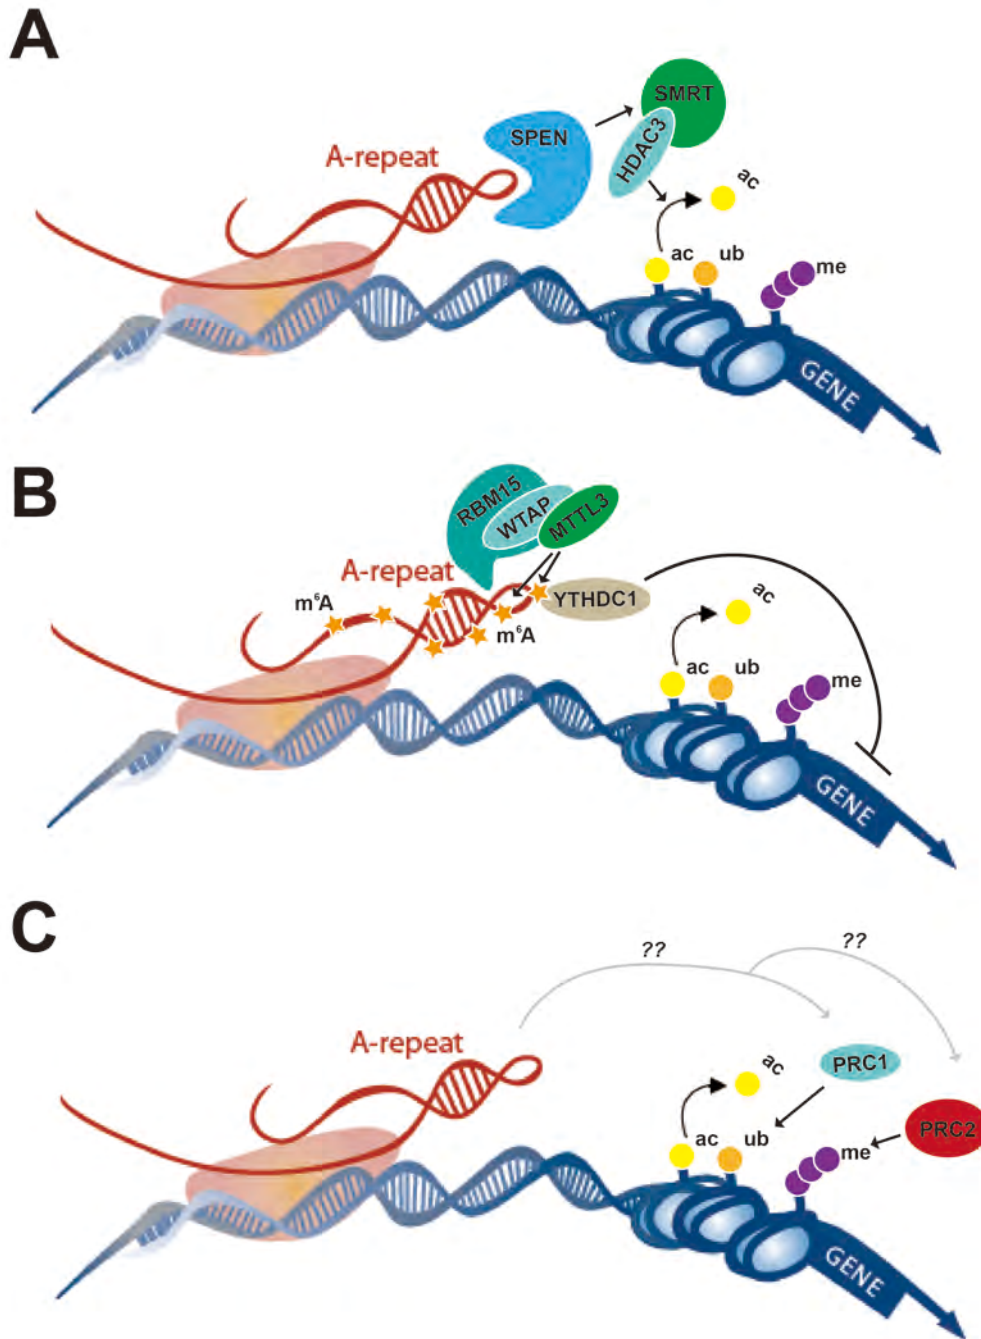 A
SMRT
SPEN
HDAC3
A-repeat
ac
ac
ub
me
GENE
B
RBM15
WTAP
MTTL3
A-repeat
YTHDC1
m⁶A
m⁶A
ac
ac
ub
me
GENE
C
??
??
A-repeat
PRC1
ac
PRC2
ac
ub
me
GENE